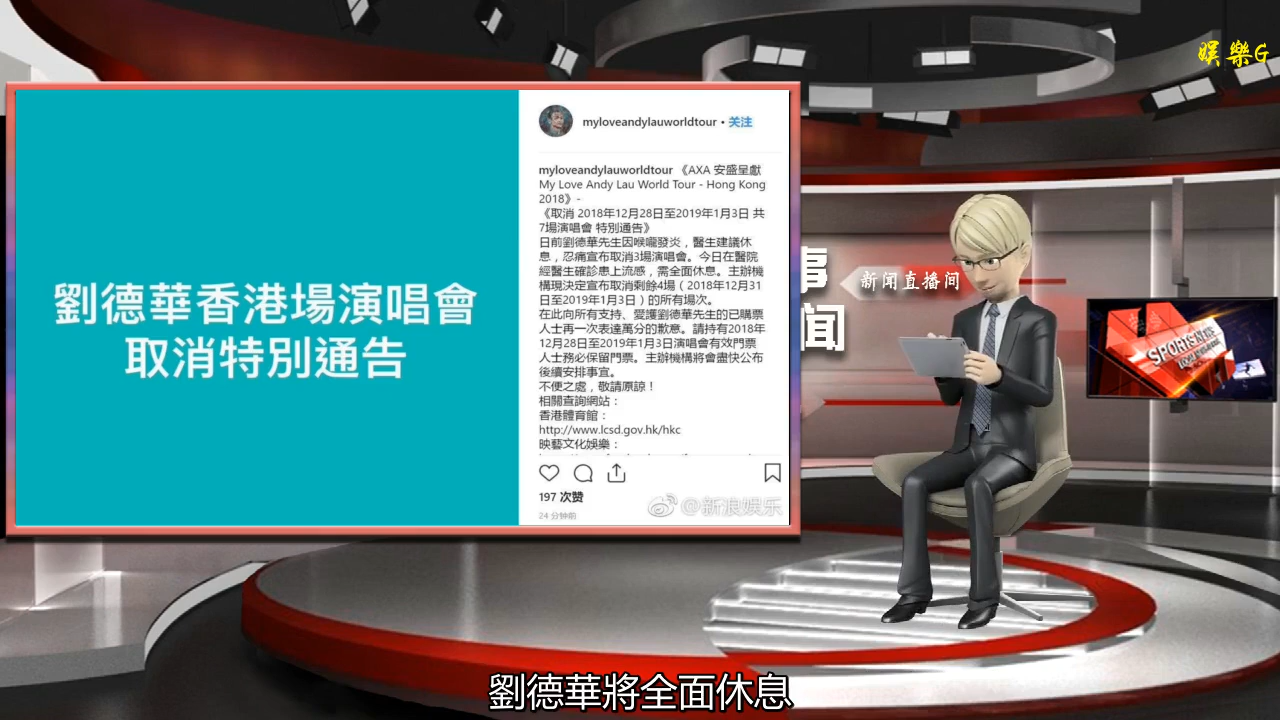 娱樂G
劉德華香港場演唱會
取消特別通告
myloveandylauworldtour • 关注
myloveandylauworldtour 《AXA 安盛呈獻
My Love Andy Lau World Tour - Hong Kong
2018》-
《取消 2018年12月28日至2019年1月3日 共
7場演唱會 特別通告》
日前劉德華先生因喉嚨發炎，醫生建議休
息，忍痛宣布取消3場演唱會。今日在醫院
經醫生確診患上流感，需全面休息。主辦機
構現決定宣布取消剩餘4場（2018年12月31
日至2019年1月3日）的所有場次。
在此向所有支持、愛護劉德華先生的已購票
人士再一次表達萬分的歉意。請持有2018年
12月28日至2019年1月3日演唱會有效門票
人士務必保留門票。主辦機構將會盡快公布
後續安排事宜。
不便之處，敬請原諒！
相關查詢網站：
香港體育館：
http://www.lcsd.gov.hk/hkc
映藝文化娛樂：
197 次赞
24 分钟前
@新浪娱乐
事
新闻直播间
闻
SPORTS
劉德華將全面休息